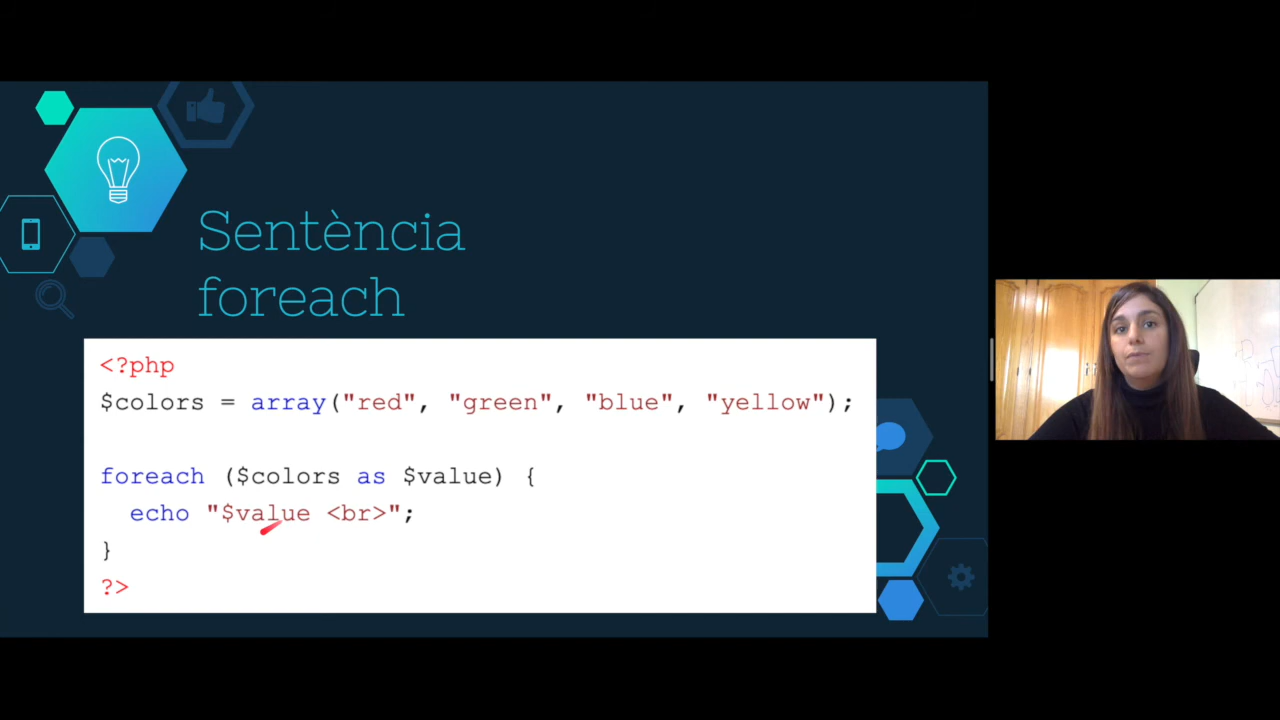 Sentència
foreach
<?php
$colors = array("red", "green", "blue", "yellow");
foreach ($colors as $value) {
  echo "$value <br>";
}
?>